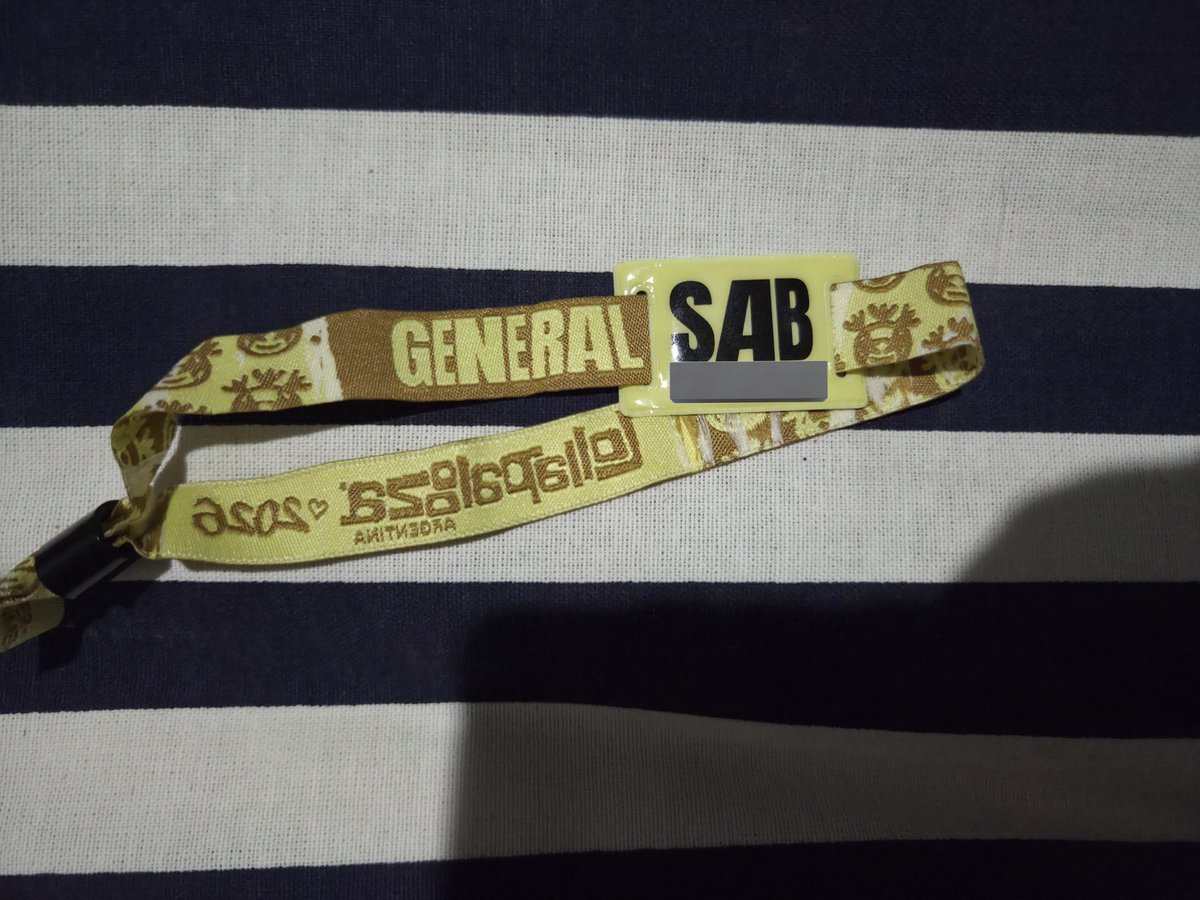 GENERAL
SAB
lollapalooza
ARGENTINA
♡ 2026